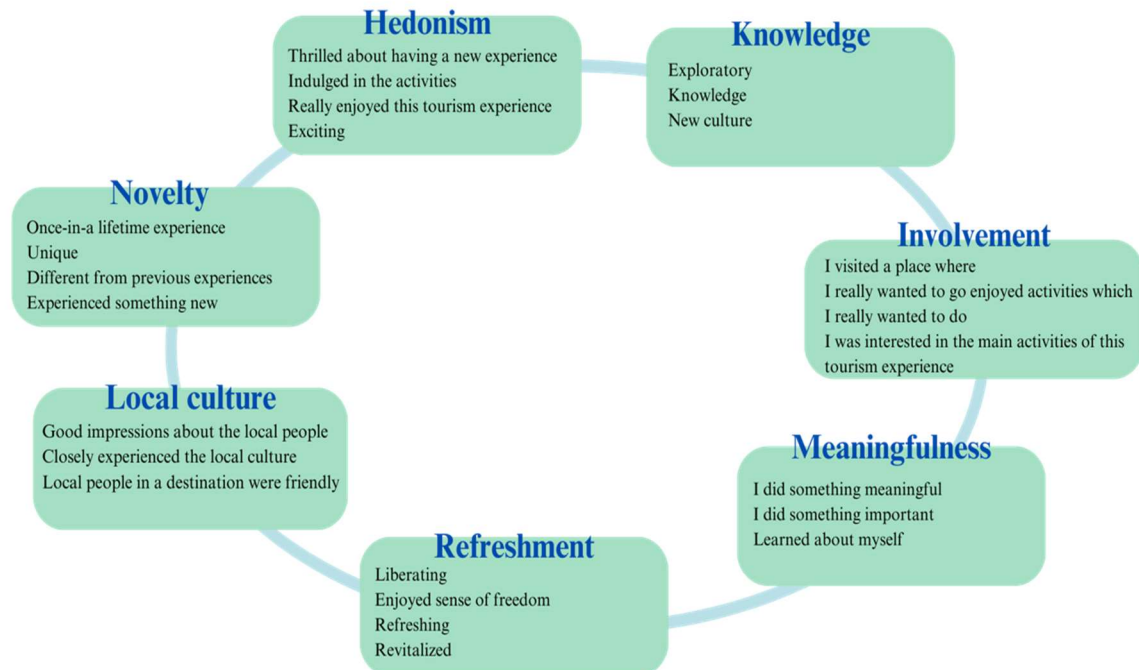 Hedonism
Thrilled about having a new experience
Indulged in the activities
Really enjoyed this tourism experience
Exciting
Knowledge
Exploratory
Knowledge
New culture
Involvement
I visited a place where
I really wanted to go enjoyed activities which
I really wanted to do
I was interested in the main activities of this
tourism experience
Meaningfulness
I did something meaningful
I did something important
Learned about myself
Refreshment
Liberating
Enjoyed sense of freedom
Refreshing
Revitalized
Local culture
Good impressions about the local people
Closely experienced the local culture
Local people in a destination were friendly
Novelty
Once-in-a lifetime experience
Unique
Different from previous experiences
Experienced something new